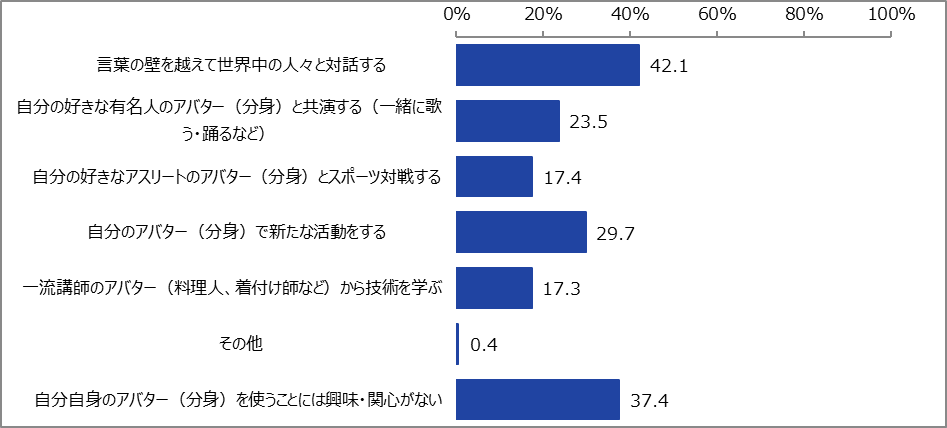 0% 20% 40% 60% 80% 100%
言葉の壁を越えて世界中の人々と対話する 42.1
自分の好きな有名人のアバター（分身）と共演する（一緒に歌
う・踊るなど） 23.5
自分の好きなアスリートのアバター（分身）とスポーツ対戦する 17.4
自分のアバター（分身）で新たな活動をする 29.7
一流講師のアバター（料理人、着付け師など）から技術を学ぶ 17.3
その他 0.4
自分自身のアバター（分身）を使うことには興味・関心がない 37.4